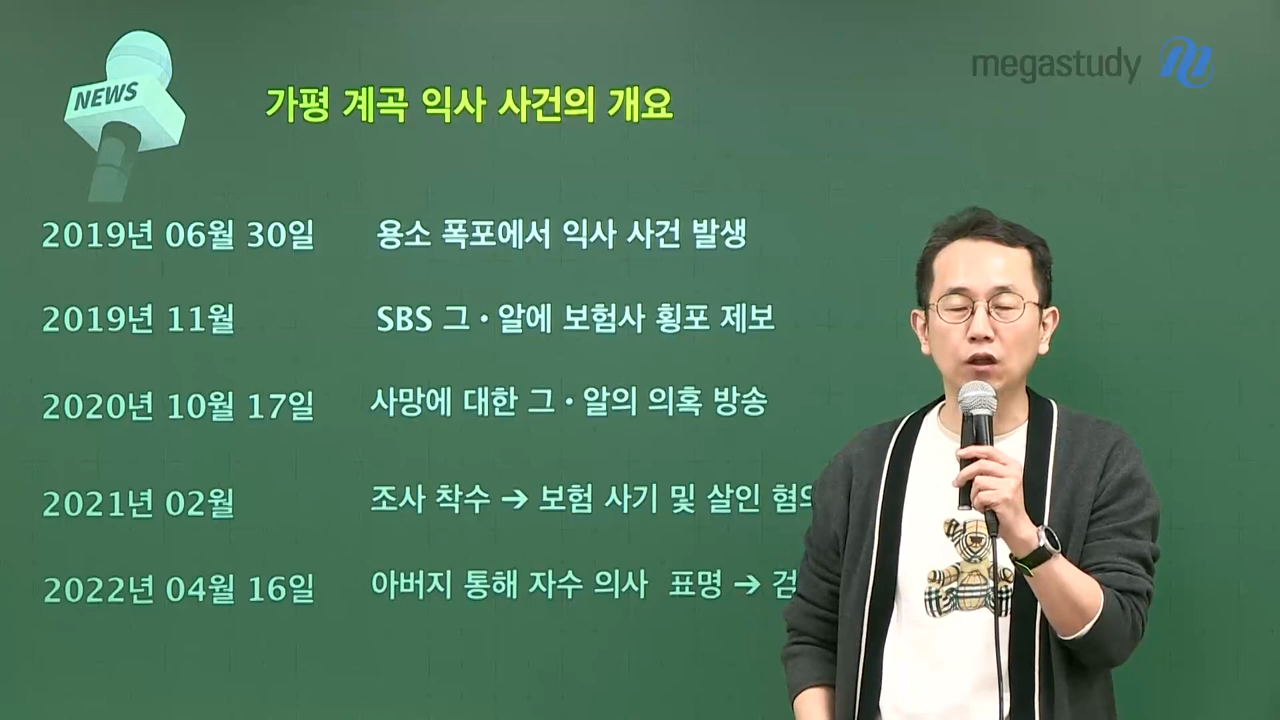 megastudy
NEWS
가평 계곡 익사 사건의 개요
2019년 06월 30일 용소 폭포에서 익사 사건 발생
2019년 11월 SBS 그·알에 보험사 횡포 제보
2020년 10월 17일 사망에 대한 그·알의 의혹 방송
2021년 02월 조사 착수 → 보험 사기 및 살인
2022년 04월 16일 아버지 통해 자수 의사 표명 →